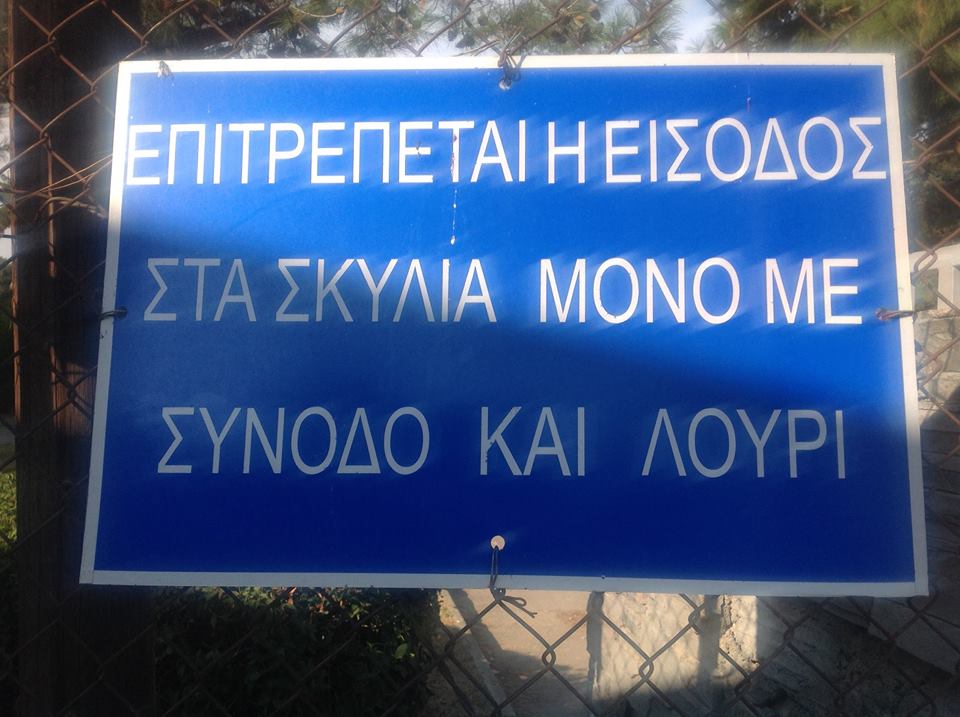 ΕΠΙΤΡΕΠΕΤΑΙ Η ΕΙΣΟΔΟΣ
ΣΤΑ ΣΚΥΛΙΑ ΜΟΝΟ ΜΕ
ΣΥΝΟΔΟ ΚΑΙ ΛΟΥΡΙ